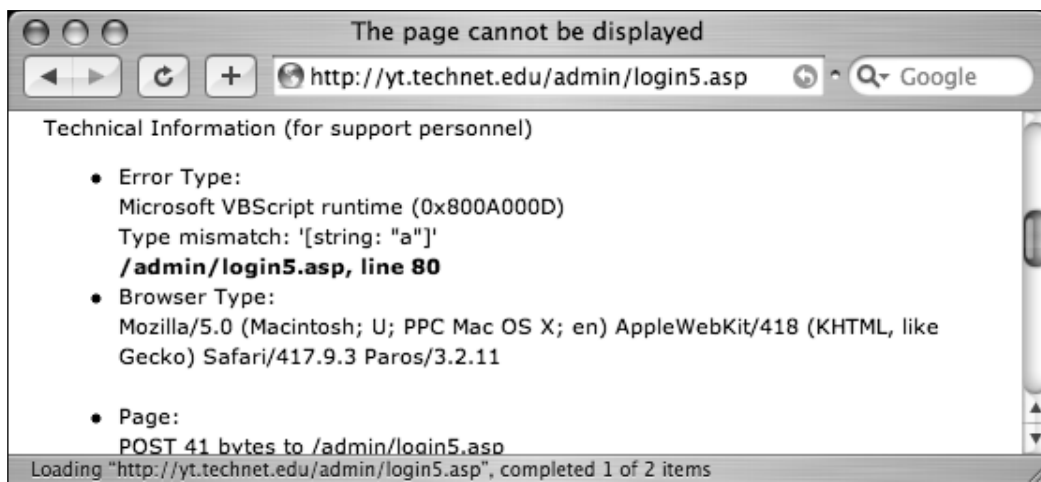 The page cannot be displayed
http://yt.technet.edu/admin/login5.asp
Google
Technical Information (for support personnel)
• Error Type:
Microsoft VBScript runtime (0x800A000D)
Type mismatch: '[string: "a"]'
/admin/login5.asp, line 80
• Browser Type:
Mozilla/5.0 (Macintosh; U; PPC Mac OS X; en) AppleWebKit/418 (KHTML, like
Gecko) Safari/417.9.3 Paros/3.2.11
• Page:
POST 41 bytes to /admin/login5.asp
Loading "http://yt.technet.edu/admin/login5.asp", completed 1 of 2 items